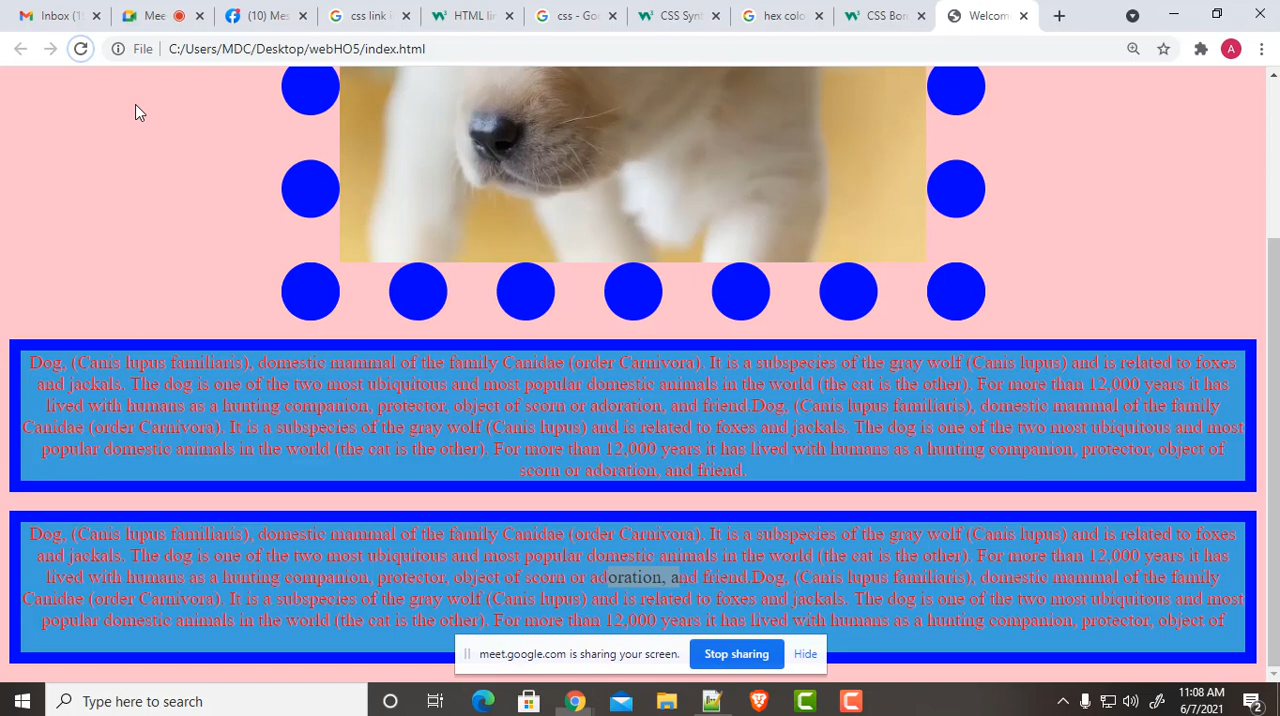 Inbox (1
Mee
(10) Mes
css link i
HTML lin
css - Goo
CSS Synt
hex colo
CSS Bor
Welcom
File
C:/Users/MDC/Desktop/webHO5/index.html
A
Dog, (Canis lupus familiaris), domestic mammal of the family Canidae (order Carnivora). It is a subspecies of the gray wolf (Canis lupus) and is related to foxes
and jackals. The dog is one of the two most ubiquitous and most popular domestic animals in the world (the cat is the other). For more than 12,000 years it has
lived with humans as a hunting companion, protector, object of scorn or adoration, and friend.Dog, (Canis lupus familiaris), domestic mammal of the family
Canidae (order Carnivora). It is a subspecies of the gray wolf (Canis lupus) and is related to foxes and jackals. The dog is one of the two most ubiquitous and most
popular domestic animals in the world (the cat is the other). For more than 12,000 years it has lived with humans as a hunting companion, protector, object of
scorn or adoration, and friend.
Dog, (Canis lupus familiaris), domestic mammal of the family Canidae (order Carnivora). It is a subspecies of the gray wolf (Canis lupus) and is related to foxes
and jackals. The dog is one of the two most ubiquitous and most popular domestic animals in the world (the cat is the other). For more than 12,000 years it has
lived with humans as a hunting companion, protector, object of scorn or adoration, and friend.Dog, (Canis lupus familiaris), domestic mammal of the family
Canidae (order Carnivora). It is a subspecies of the gray wolf (Canis lupus) and is related to foxes and jackals. The dog is one of the two most ubiquitous and most
popular domestic animals in the world (the cat is the other). For more than 12,000 years it has lived with humans as a hunting companion, protector, object of
meet.google.com is sharing your screen.
Stop sharing
Hide
Type here to search
11:08 AM
6/7/2021
2